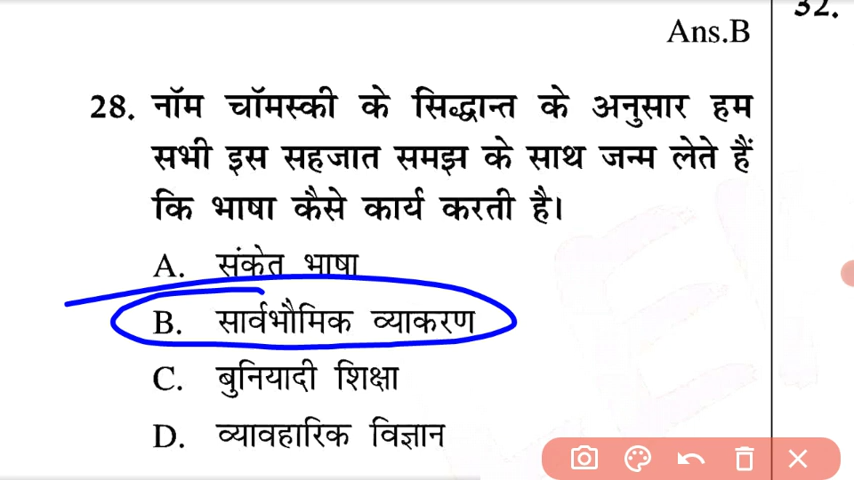 32.
Ans.B
28. नॉम चॉमस्की के सिद्धान्त के अनुसार हम
सभी इस सहजात समझ के साथ जन्म लेते हैं
कि भाषा कैसे कार्य करती है।
A. संकेत भाषा
B. सार्वभौमिक व्याकरण
C. बुनियादी शिक्षा
D. व्यावहारिक विज्ञान